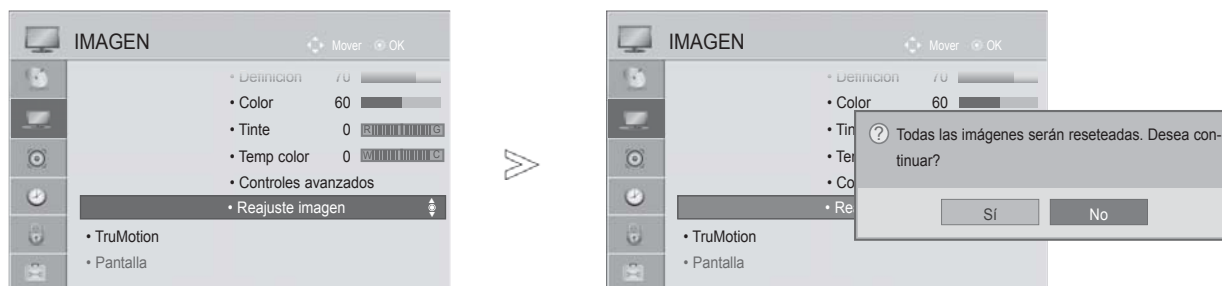 IMAGEN
Mover
OK
• Definición 70
• Color 60
• Tinte 0 R G
• Temp color 0 W C
• Controles avanzados
• Reajuste imagen
• TruMotion
• Pantalla
IMAGEN
Mover
OK
• Definición 70
• Color 60
• Tin
• Ter
• Co
• Re
? Todas las imágenes serán reseteadas. Desea con-
tinuar?
Sí
No
• TruMotion
• Pantalla